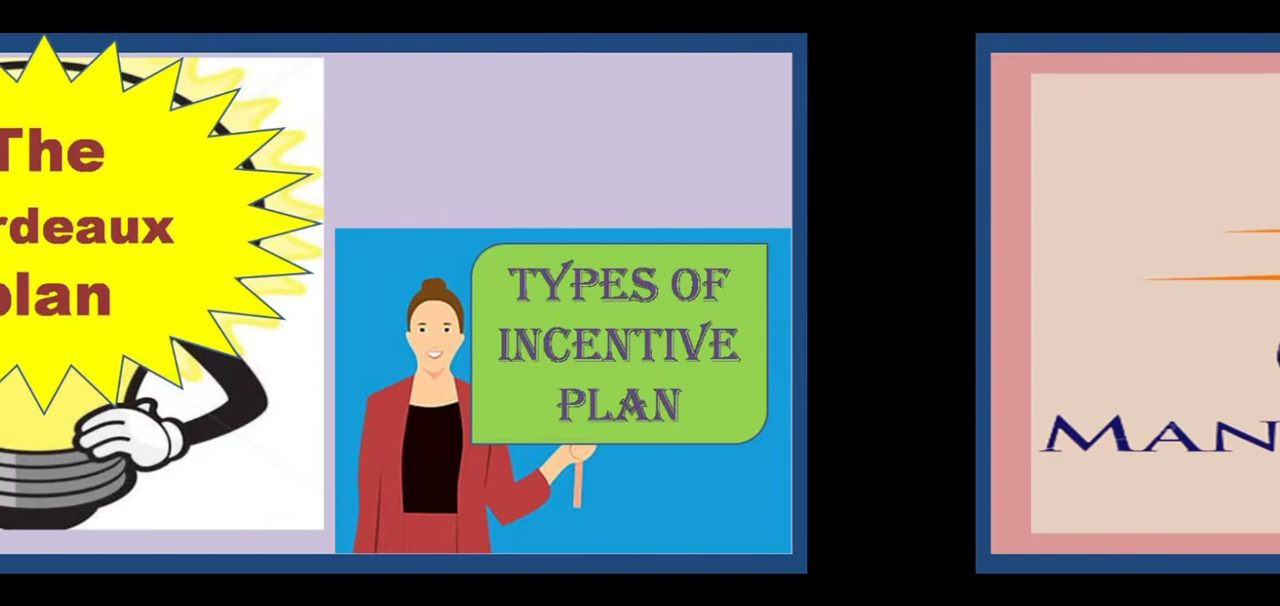 The
rdeaux
plan
TYPES OF
INCENTIVE
PLAN
MAN